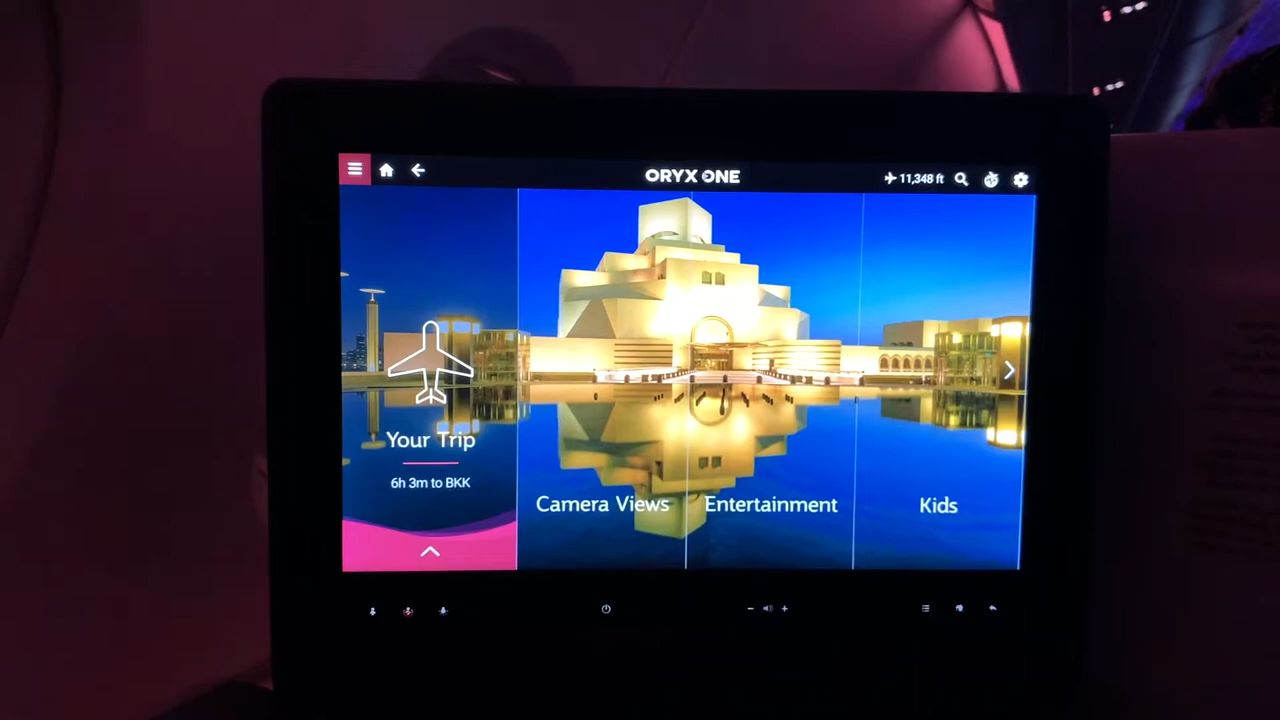 ORYX ONE
11,348 ft
Your Trip
6h 3m to BKK
Camera Views
Entertainment
Kids